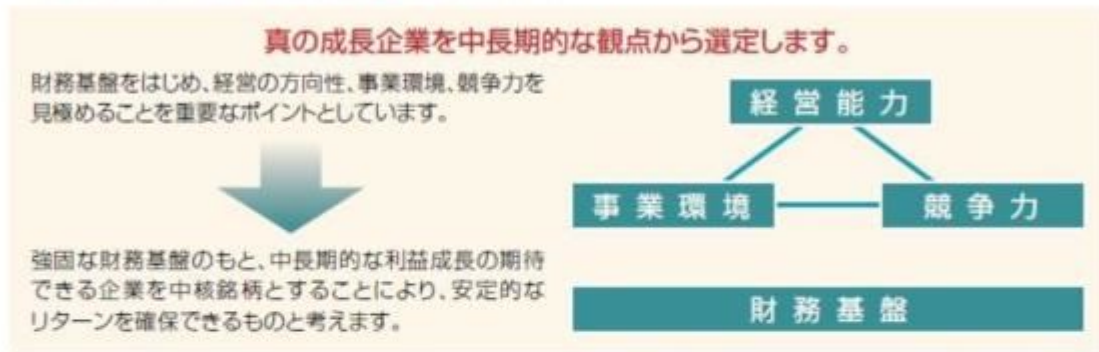 真の成長企業を中長期的な観点から選定します。
財務基盤をはじめ、経営の方向性、事業環境、競争力を
見極めることを重要なポイントとしています。
強固な財務基盤のもと、中長期的な利益成長の期待
できる企業を中核銘柄とすることにより、安定的な
リターンを確保できるものと考えます。
経営能力
事業環境
競争力
財務基盤